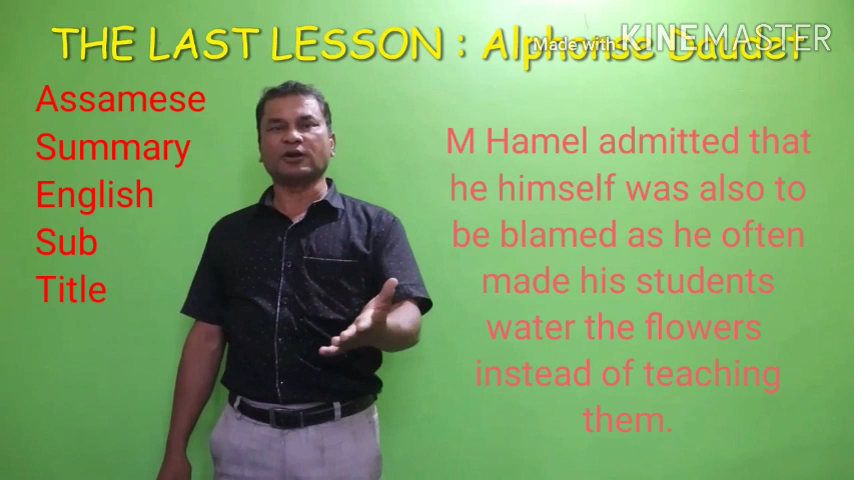 THE LAST LESSON : Alphonse Daudet
Made with KINEMASTER
Assamese
Summary
English
Sub
Title
M Hamel admitted that
he himself was also to
be blamed as he often
made his students
water the flowers
instead of teaching
them.